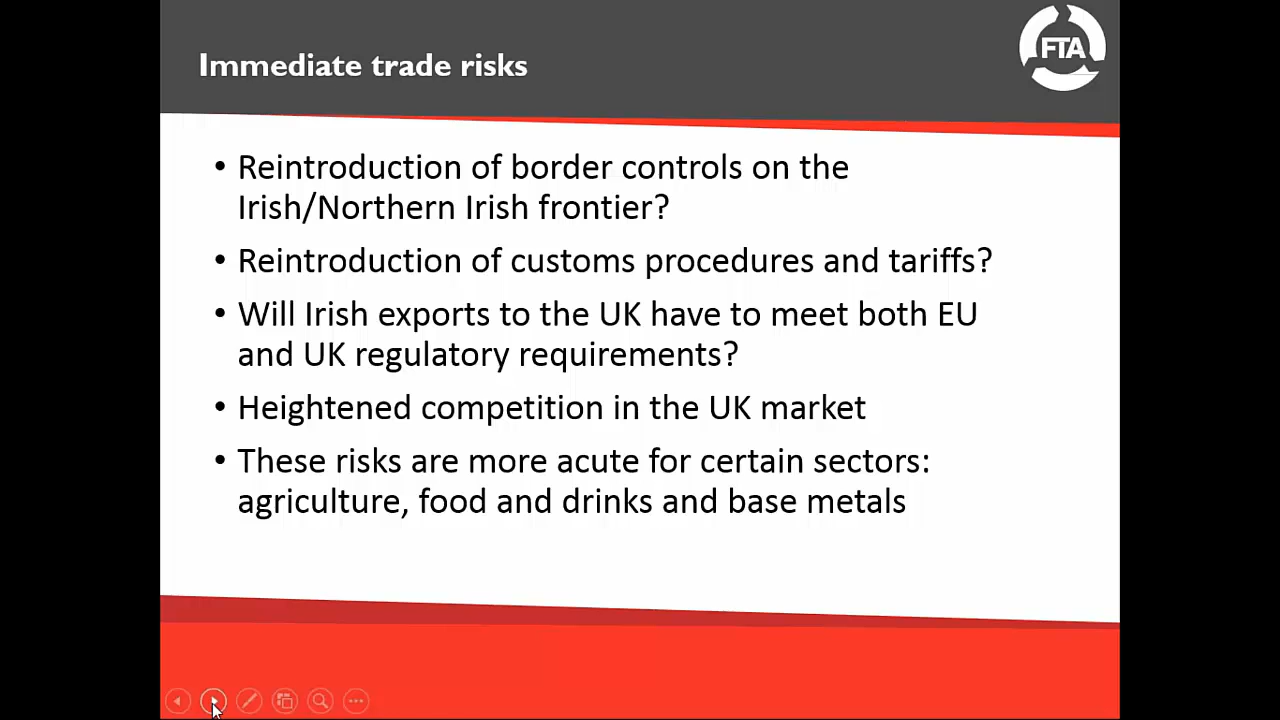 Immediate trade risks
FTA
• Reintroduction of border controls on the
Irish/Northern Irish frontier?
• Reintroduction of customs procedures and tariffs?
• Will Irish exports to the UK have to meet both EU
and UK regulatory requirements?
• Heightened competition in the UK market
• These risks are more acute for certain sectors:
agriculture, food and drinks and base metals